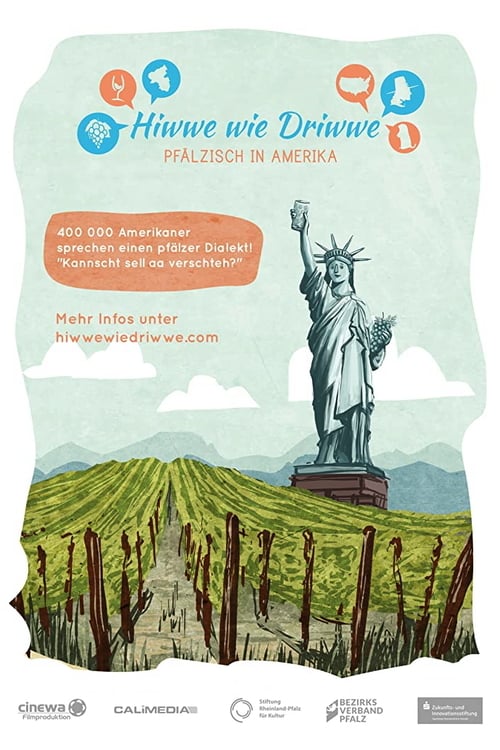 Hiwwe wie Driwwe
PFÄLZISCH IN AMERIKA
400 000 Amerikaner
sprechen einen pfälzer Dialekt!
"Kannscht sell aa verschteh?"
Mehr Infos unter
hiwwewiedriwwe.com
cinewa
Filmproduktion
CALIMEDIA
Stiftung
Rheinland-Pfalz
für Kultur
BEZIRKS
VERBAND
PFALZ
Zukunfts- und
Innovationsstiftung